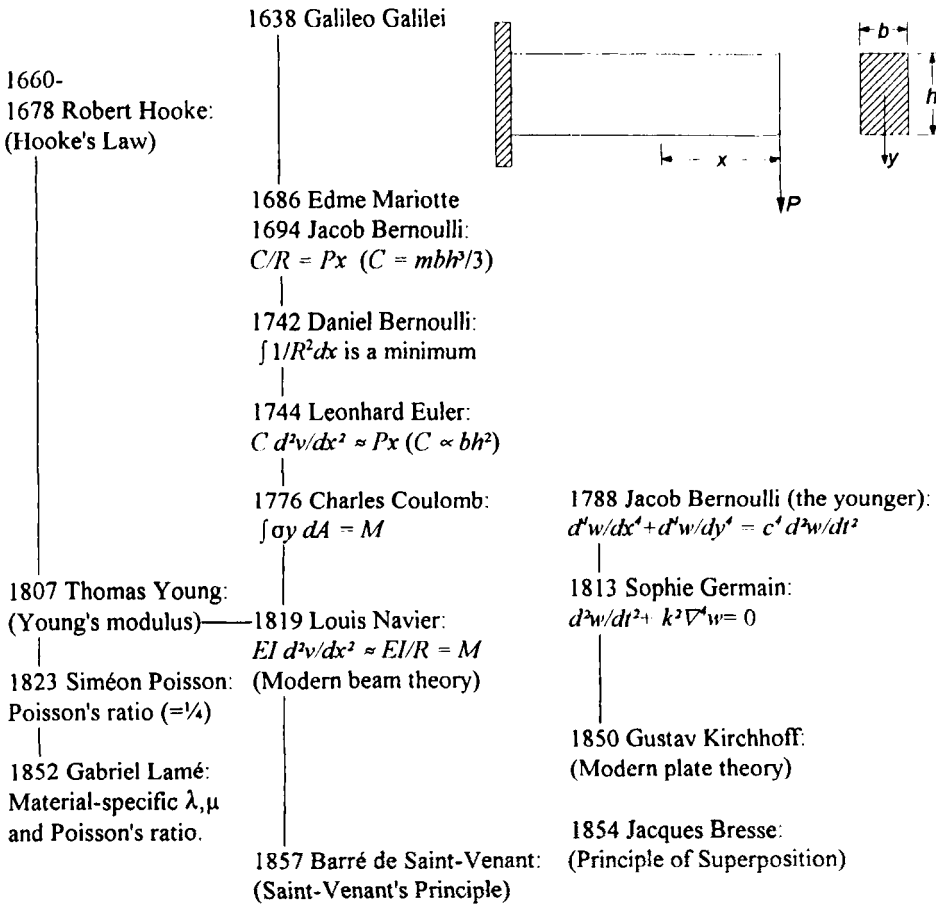 1638 Galileo Galilei
b
h
y
x
P
1660-
1678 Robert Hooke:
(Hooke's Law)
1686 Edme Mariotte
1694 Jacob Bernoulli:
C/R = Px (C = mbh³/3)
1742 Daniel Bernoulli:
∫1/R²dx is a minimum
1744 Leonhard Euler:
C d²v/dx² ≈ Px (C ∝ bh²)
1776 Charles Coulomb:
∫σy dA = M
1788 Jacob Bernoulli (the younger):
d⁴w/dx⁴+d⁴w/dy⁴ = c⁴ d²w/dt²
1807 Thomas Young:
(Young's modulus)
1813 Sophie Germain:
d²w/dt²+ k²∇⁴w= 0
1819 Louis Navier:
EI d²v/dx² ≈ EI/R = M
(Modern beam theory)
1823 Siméon Poisson:
Poisson's ratio (=¼)
1850 Gustav Kirchhoff:
(Modern plate theory)
1852 Gabriel Lamé:
Material-specific λ,μ
and Poisson's ratio.
1854 Jacques Bresse:
(Principle of Superposition)
1857 Barré de Saint-Venant:
(Saint-Venant's Principle)